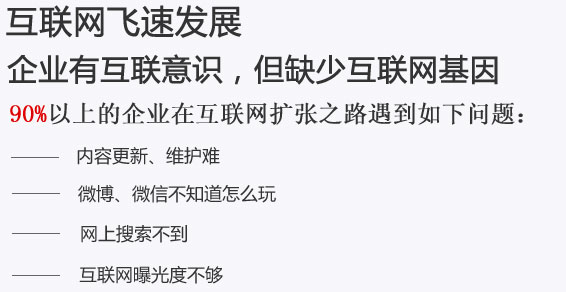 互联网飞速发展
企业有互联意识，但缺少互联网基因
90%以上的企业在互联网扩张之路遇到如下问题：
内容更新、维护难
微博、微信不知道怎么玩
网上搜索不到
互联网曝光度不够